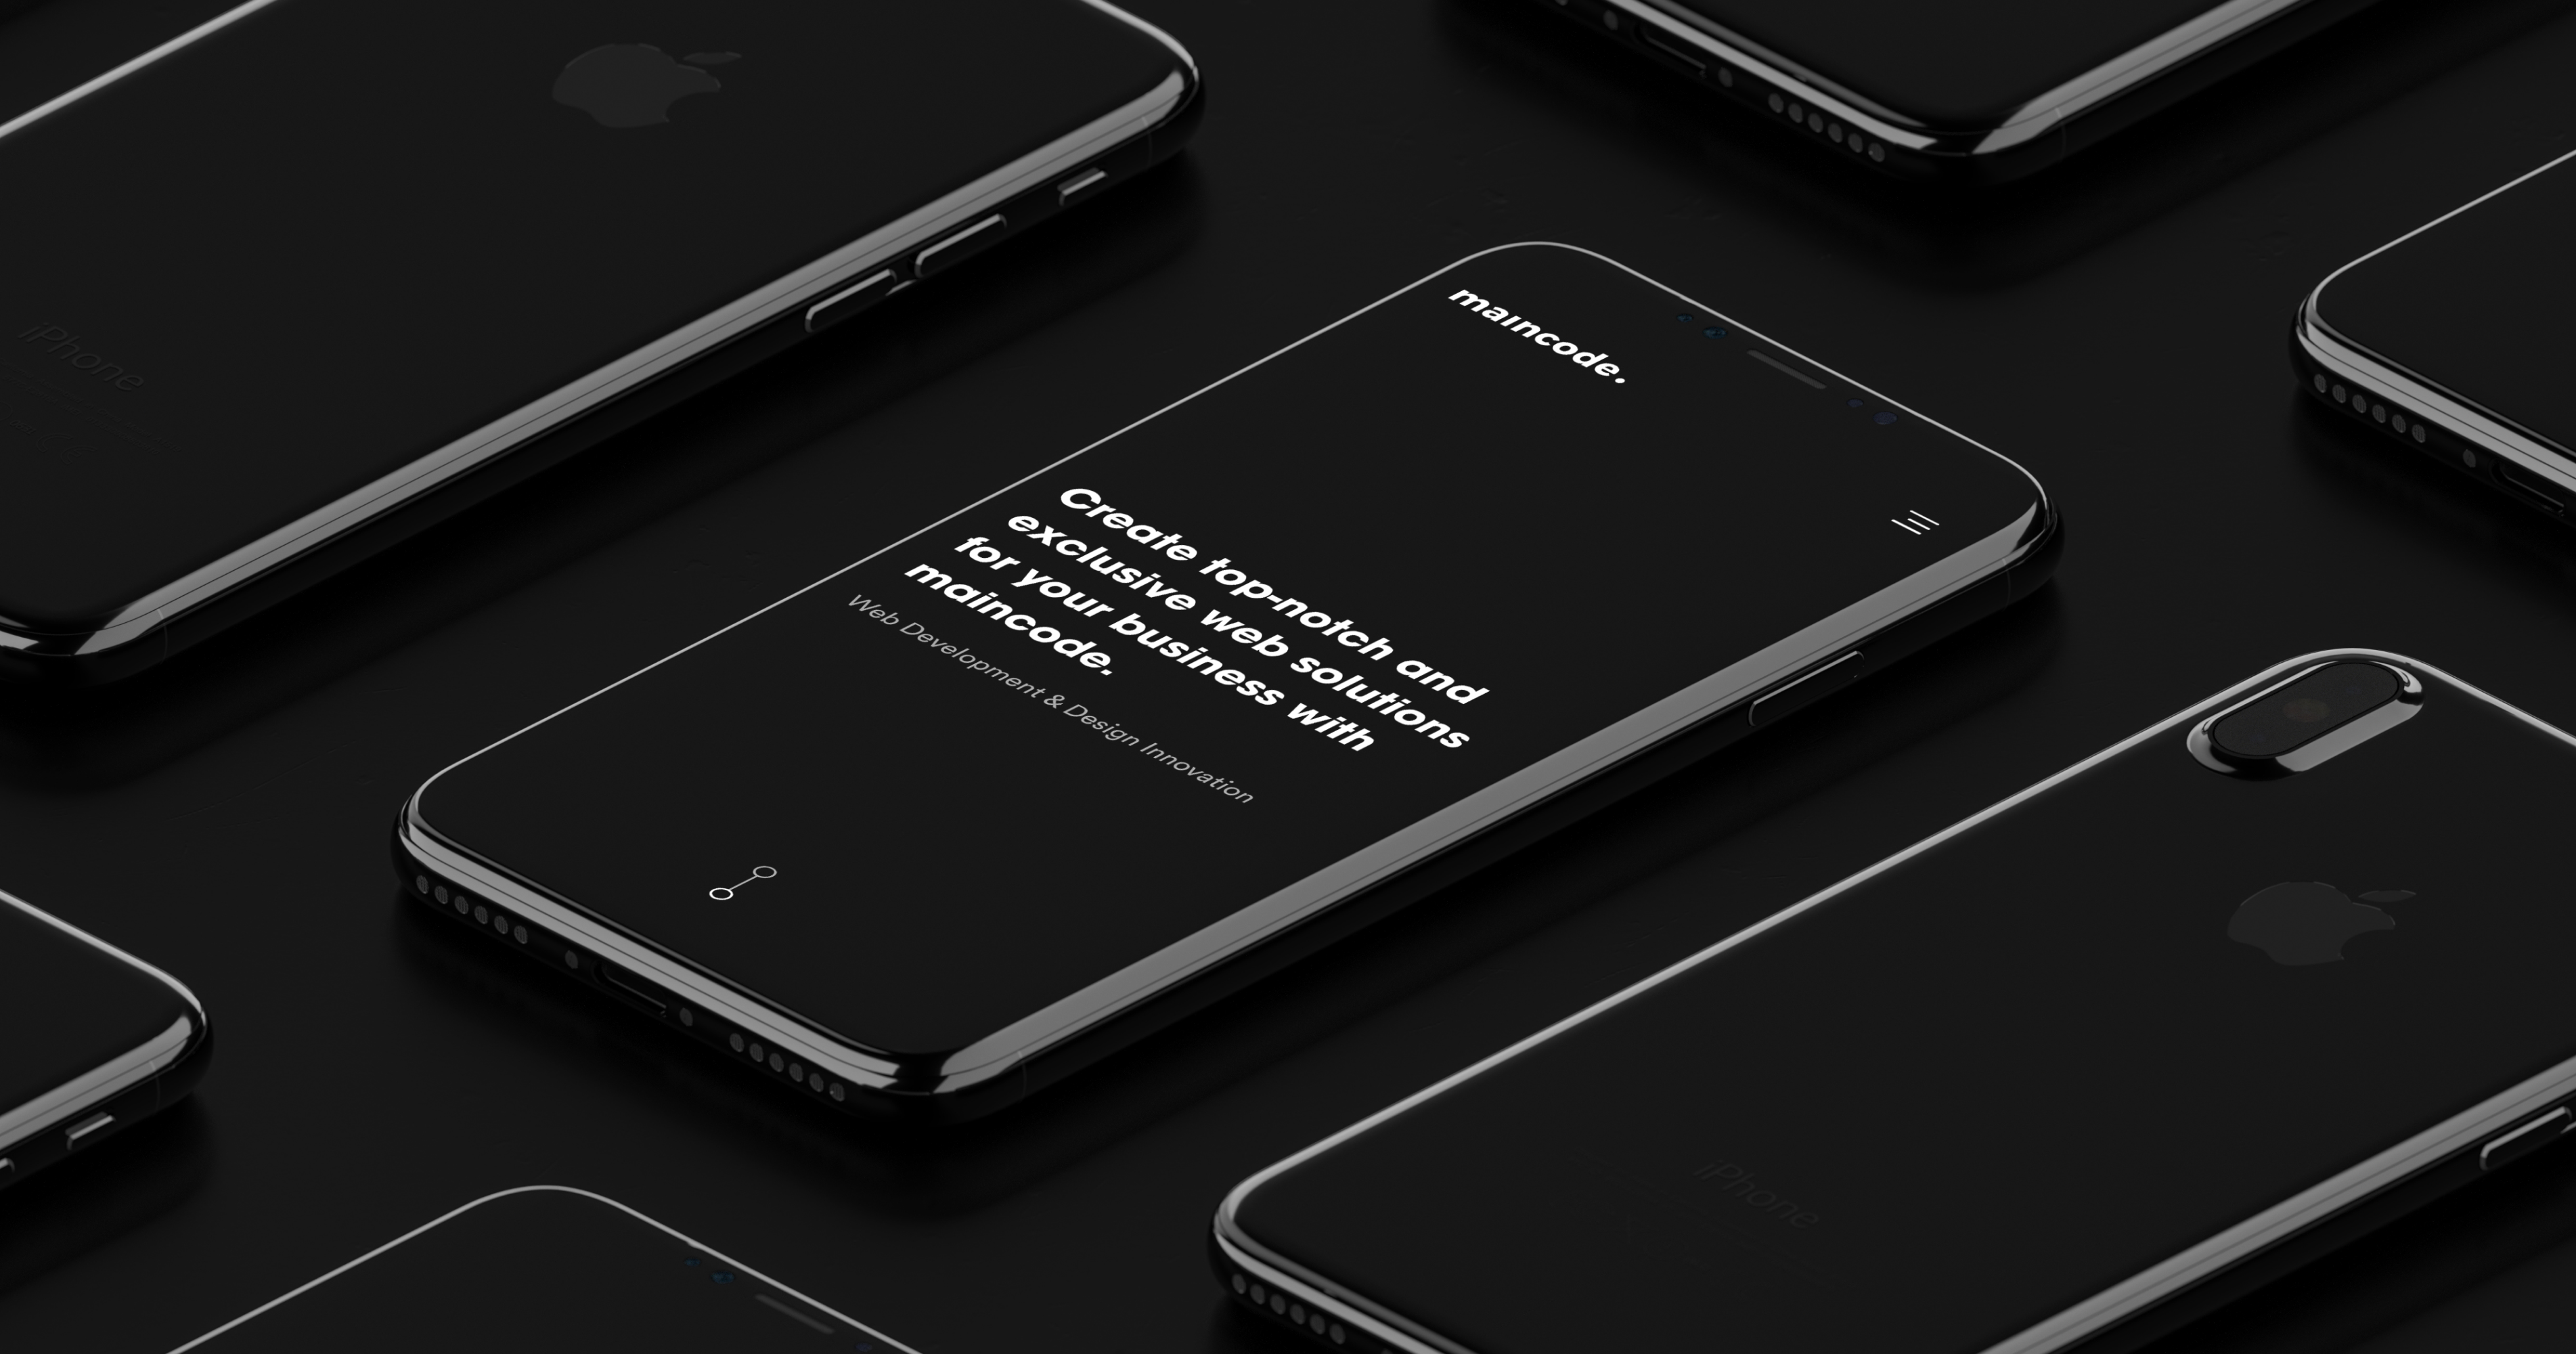 maincode.
Create top-notch and
exclusive web solutions
for your business with
maincode.
Web Development & Design Innovation
iPhone
iPhone